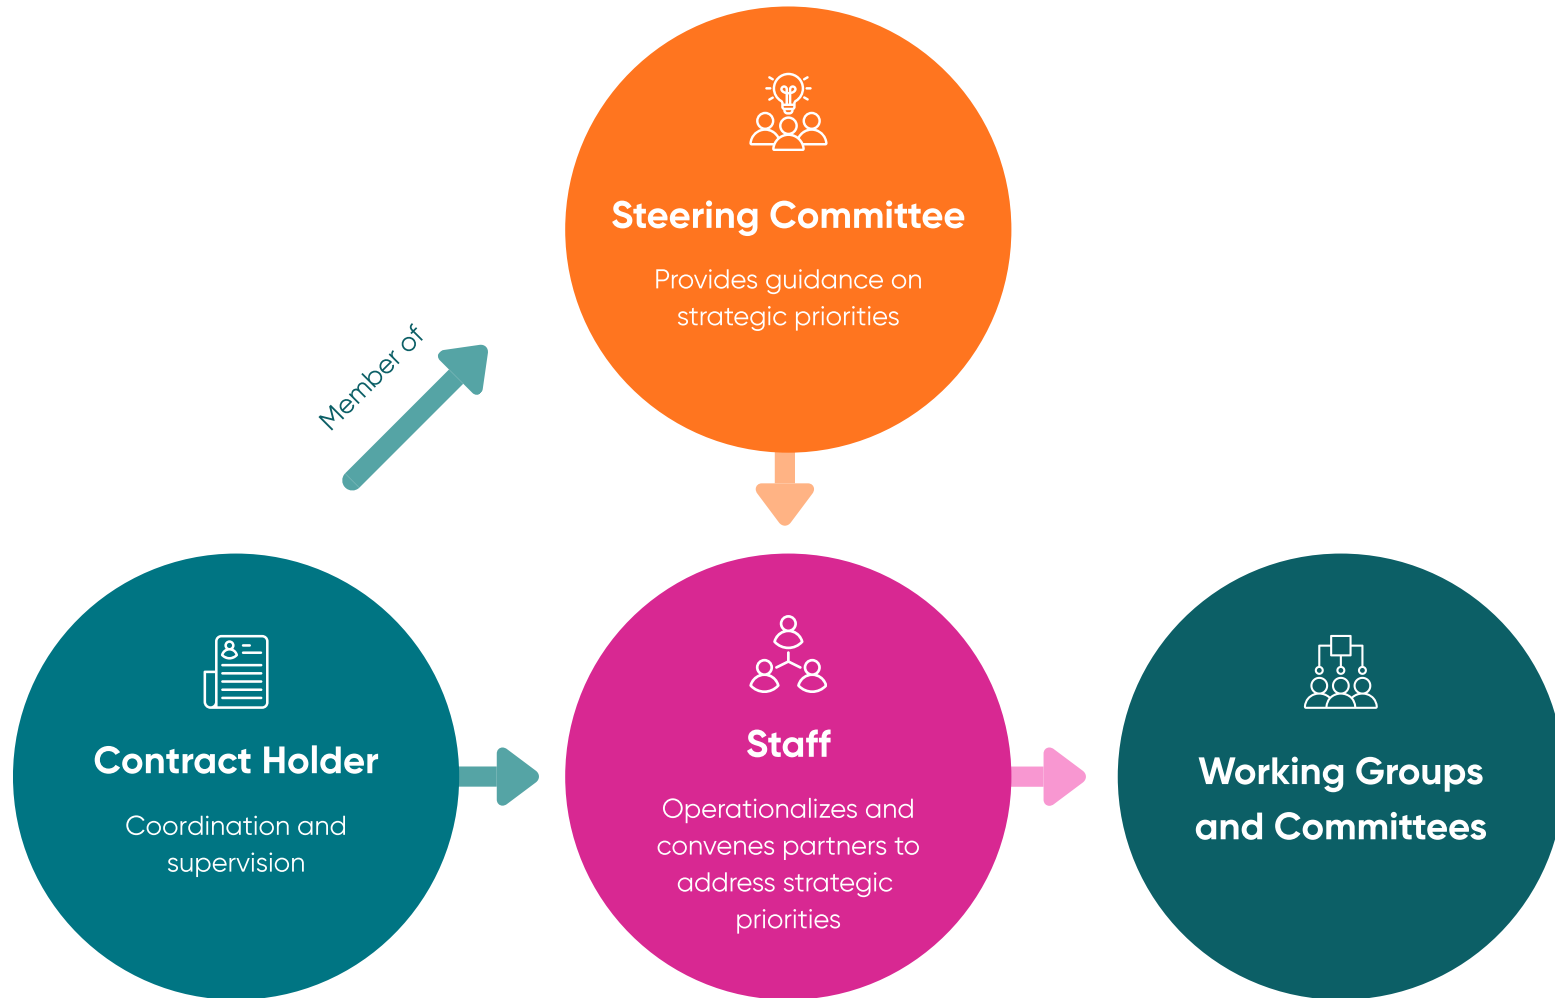 Steering Committee
Provides guidance on
strategic priorities
Member of
Contract Holder
Coordination and
supervision
Staff
Operationalizes and
convenes partners to
address strategic
priorities
Working Groups
and Committees